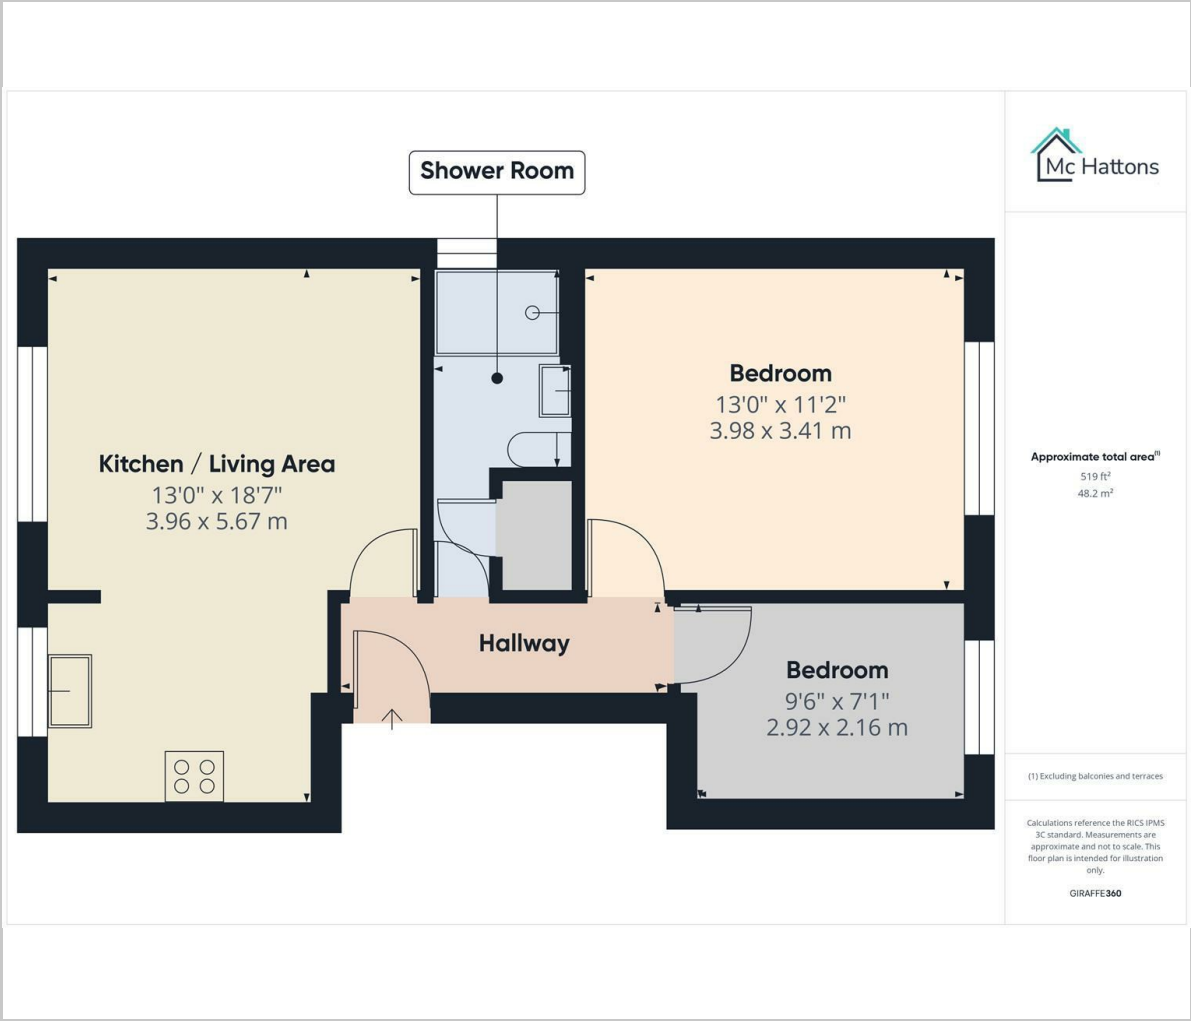 Shower Room
Mc Hattons
Bedroom
13'0" x 11'2"
3.98 x 3.41 m
Kitchen / Living Area
13'0" x 18'7"
3.96 x 5.67 m
Approximate total area(1)
519 ft²
48.2 m²
Hallway
Bedroom
9'6" x 7'1"
2.92 x 2.16 m
(1) Excluding balconies and terraces
Calculations reference the RICS IPMS
3C standard. Measurements are
approximate and not to scale. This
floor plan is intended for illustration
only.
GIRAFFE360